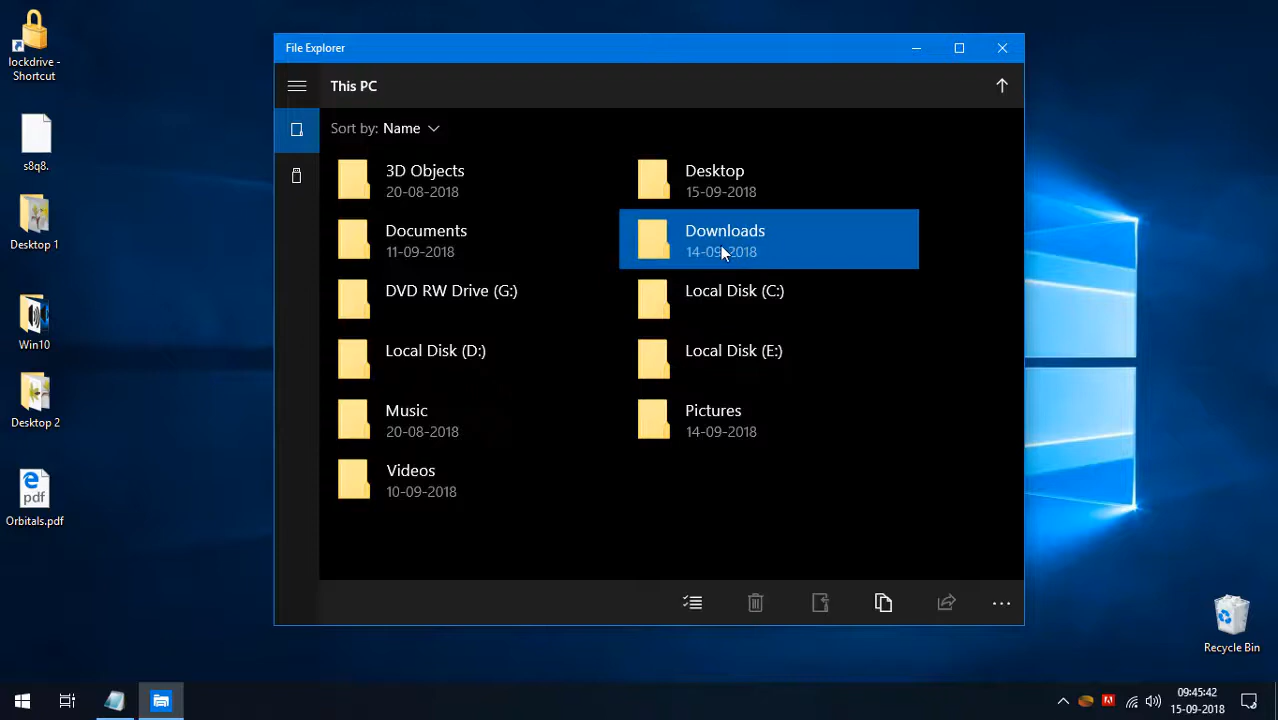 lockdrive -
Shortcut
s8q8.
Desktop 1
Win10
Desktop 2
pdf
Orbitals.pdf
File Explorer
This PC
Sort by: Name
3D Objects
20-08-2018
Desktop
15-09-2018
Documents
11-09-2018
Downloads
14-09-2018
DVD RW Drive (G:)
Local Disk (C:)
Local Disk (D:)
Local Disk (E:)
Music
20-08-2018
Pictures
14-09-2018
Videos
10-09-2018
Recycle Bin
09:45:42
15-09-2018